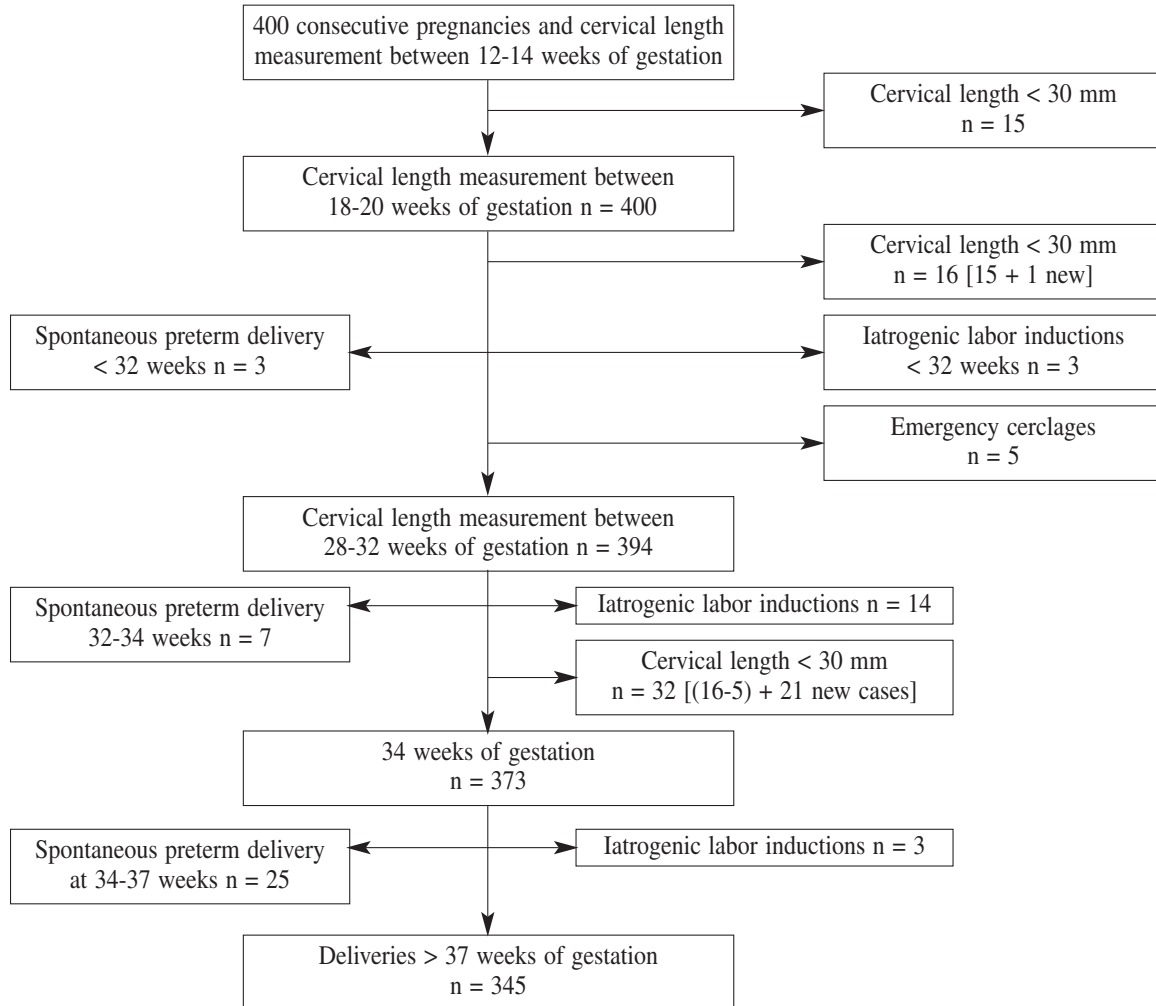 400 consecutive pregnancies and cervical length
measurement between 12-14 weeks of gestation
Cervical length < 30 mm
n = 15
Cervical length measurement between
18-20 weeks of gestation n = 400
Cervical length < 30 mm
n = 16 [15 + 1 new]
Spontaneous preterm delivery
< 32 weeks n = 3
Iatrogenic labor inductions
< 32 weeks n = 3
Emergency cerclages
n = 5
Cervical length measurement between
28-32 weeks of gestation n = 394
Spontaneous preterm delivery
32-34 weeks n = 7
Iatrogenic labor inductions n = 14
Cervical length < 30 mm
n = 32 [(16-5) + 21 new cases]
34 weeks of gestation
n = 373
Spontaneous preterm delivery
at 34-37 weeks n = 25
Iatrogenic labor inductions n = 3
Deliveries > 37 weeks of gestation
n = 345